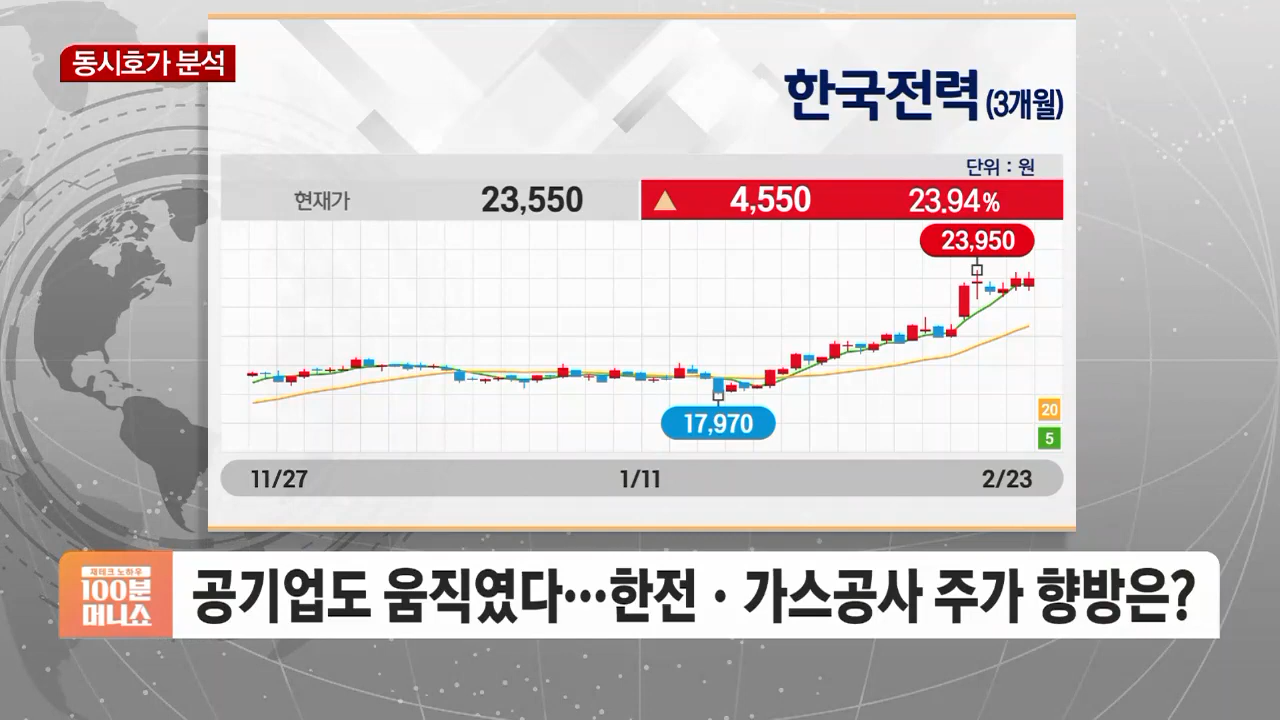 동시호가 분석
한국전력 (3개월)
단위 : 원
현재가 23,550 ▲ 4,550 23.94%
23,950
17,970
20
5
11/27 1/11 2/23
재테크 노하우
100분
머니쇼
공기업도 움직였다…한전·가스공사 주가 향방은?